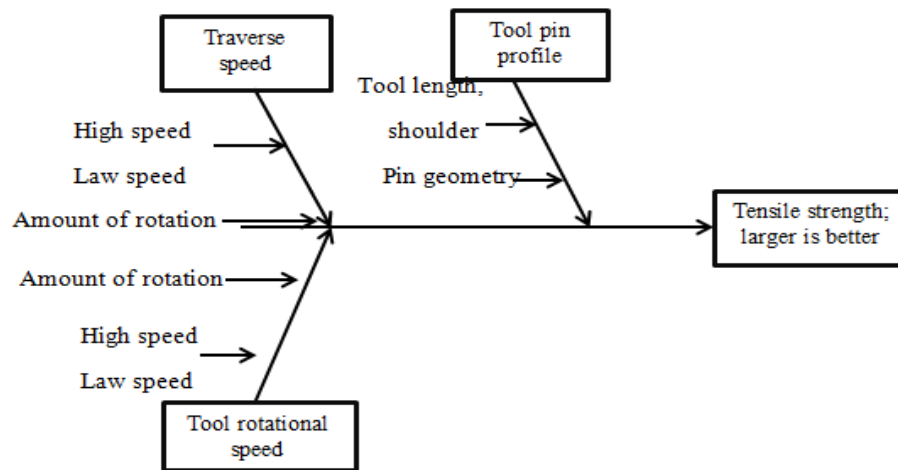 Traverse
speed
Tool pin
profile
Tool length,
shoulder
Pin geometry
High speed
Law speed
Amount of rotation
Tensile strength;
larger is better
Amount of rotation
High speed
Law speed
Tool rotational
speed